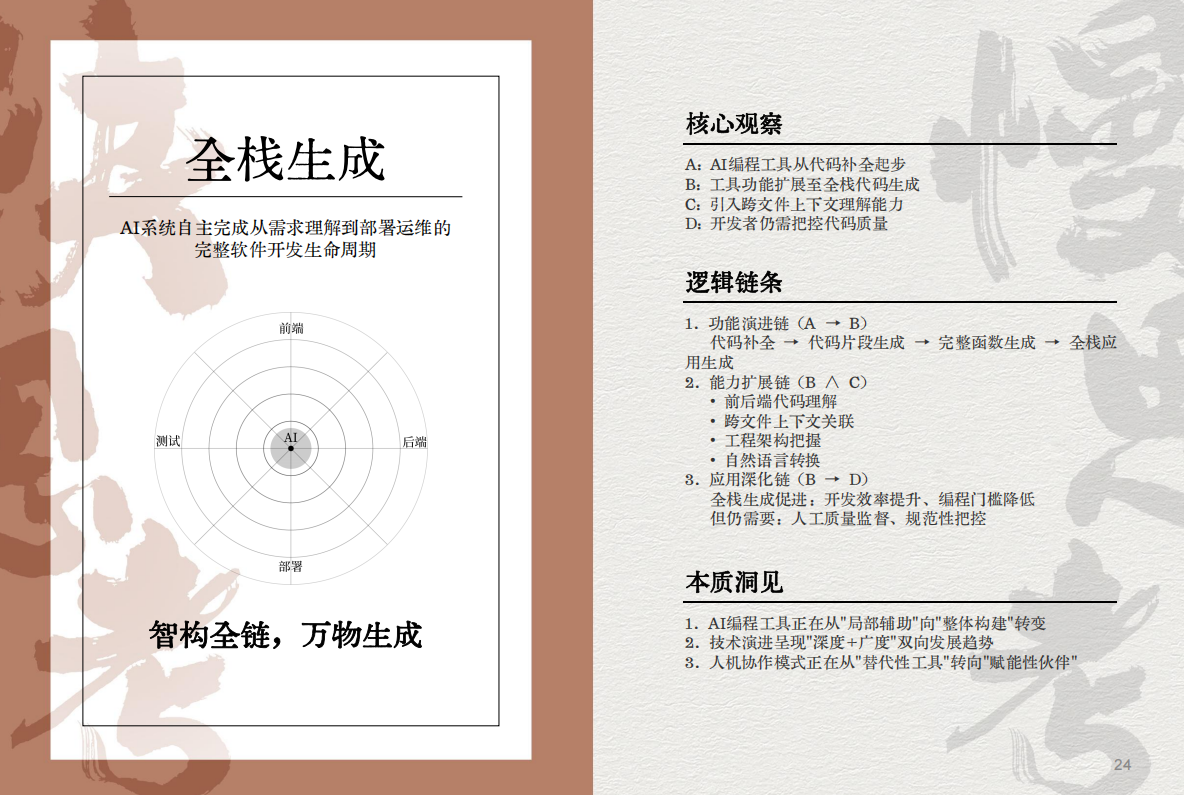 全栈生成
AI系统自主完成从需求理解到部署运维的
完整软件开发生命周期
前端
测试
AI
后端
部署
智构全链，万物生成
核心观察
A: AI编程工具从代码补全起步
B: 工具功能扩展至全栈代码生成
C: 引入跨文件上下文理解能力
D: 开发者仍需把控代码质量
逻辑链条
1. 功能演进链（A → B）
代码补全 → 代码片段生成 → 完整函数生成 → 全栈应
用生成
2. 能力扩展链（B ∧ C）
• 前后端代码理解
• 跨文件上下文关联
• 工程架构把握
• 自然语言转换
3. 应用深化链（B → D）
全栈生成促进：开发效率提升、编程门槛降低
但仍需要：人工质量监督、规范性把控
本质洞见
1. AI编程工具正在从"局部辅助"向"整体构建"转变
2. 技术演进呈现"深度+广度"双向发展趋势
3. 人机协作模式正在从"替代性工具"转向"赋能性伙伴"
慢思考
24